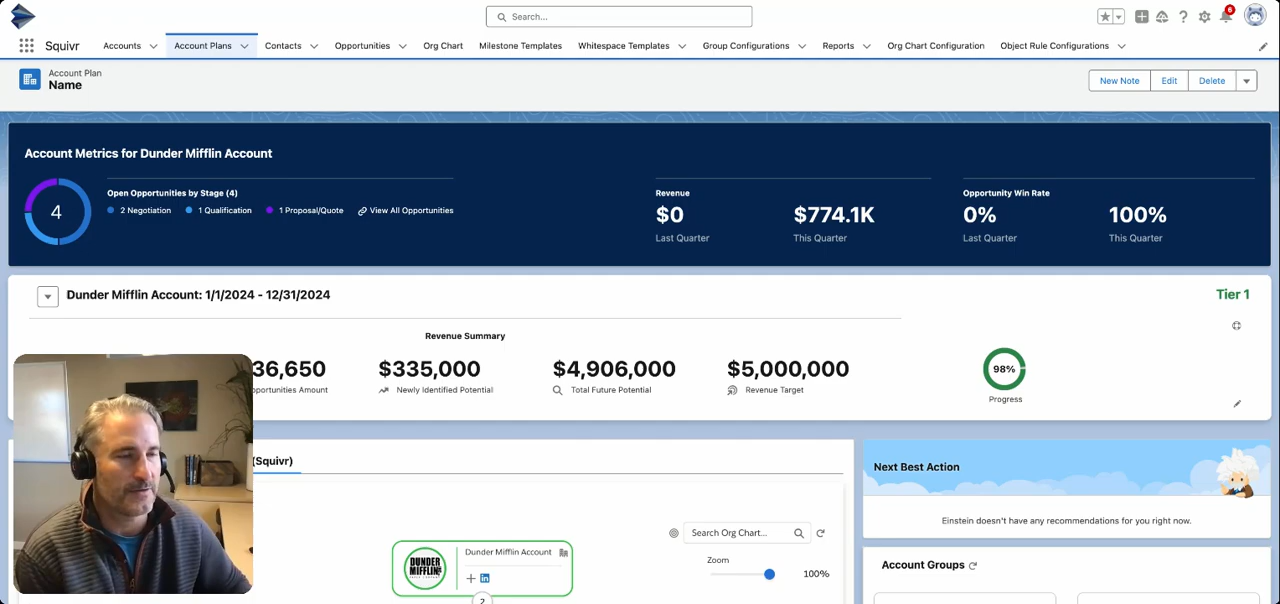 Search...
6
Squivr
Accounts
Account Plans
Contacts
Opportunities
Org Chart
Milestone Templates
Whitespace Templates
Group Configurations
Reports
Org Chart Configuration
Object Rule Configurations
Account Plan
Name
New Note
Edit
Delete
Account Metrics for Dunder Mifflin Account
4
Open Opportunities by Stage (4)
2 Negotiation
1 Qualification
1 Proposal/Quote
View All Opportunities
Revenue
$0
Last Quarter
$774.1K
This Quarter
Opportunity Win Rate
0%
Last Quarter
100%
This Quarter
Dunder Mifflin Account: 1/1/2024 - 12/31/2024
Tier 1
Revenue Summary
36,650
pportunities Amount
$335,000
Newly Identified Potential
$4,906,000
Total Future Potential
$5,000,000
Revenue Target
98%
Progress
(Squivr)
Search Org Chart...
Zoom
100%
DUNDER
MIFFLIN
Dunder Mifflin Account
2
Next Best Action
Einstein doesn't have any recommendations for you right now.
Account Groups